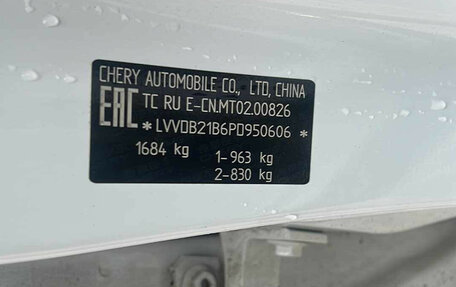 CHERY AUTOMOBILE CO., LTD, CHINA
EAC TC RU E-CN.MT02.00826
*LVVDB21B6PD950606*
1684 kg 1-963 kg
2-830 kg